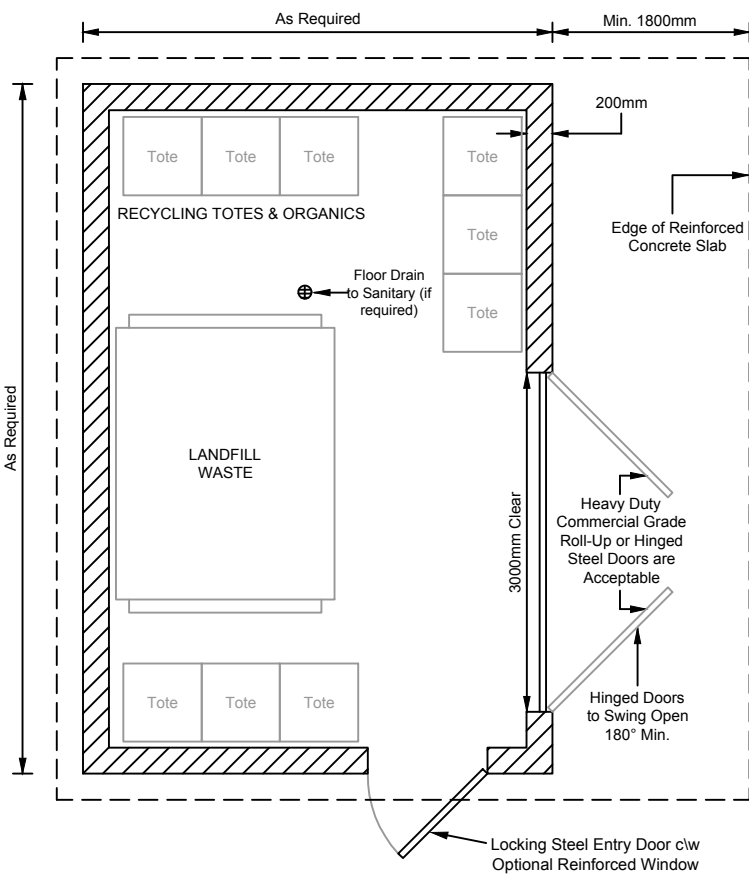 As Required
Min. 1800mm
200mm
Tote
Tote
Tote
Tote
RECYCLING TOTES & ORGANICS
Edge of Reinforced
Concrete Slab
Tote
Floor Drain
to Sanitary (if
required)
Tote
As Required
LANDFILL
WASTE
3000mm Clear
Heavy Duty
Commercial Grade
Roll-Up or Hinged
Steel Doors are
Acceptable
Tote
Tote
Tote
Hinged Doors
to Swing Open
180° Min.
Locking Steel Entry Door c\w
Optional Reinforced Window